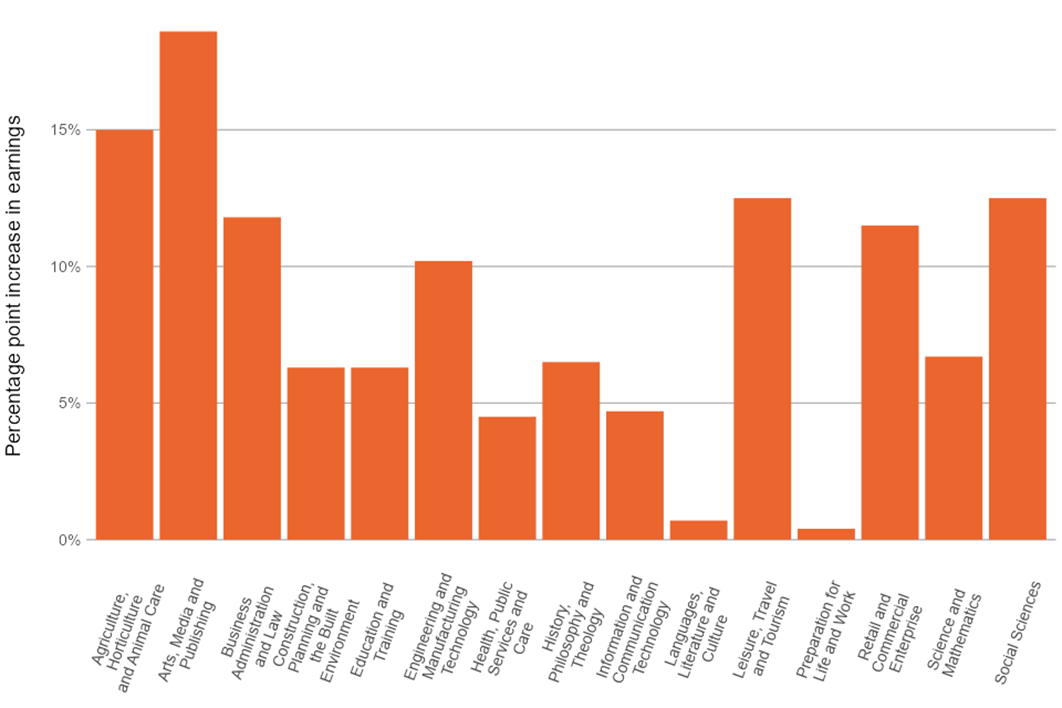 Percentage point increase in earnings
15%
10%
5%
0%
Agriculture,
Horticulture
and Animal Care
Arts, Media and
Publishing
Business
Administration
and Law
Construction,
Planning and
the Built
Environment
Education and
Training
Engineering and
Manufacturing
Technology
Health, Public
Services and
Care
History,
Philosophy and
Theology
Information and
Communication
Technology
Languages,
Literature and
Culture
Leisure, Travel
and Tourism
Preparation for
Life and Work
Retail and
Commercial
Enterprise
Science and
Mathematics
Social Sciences